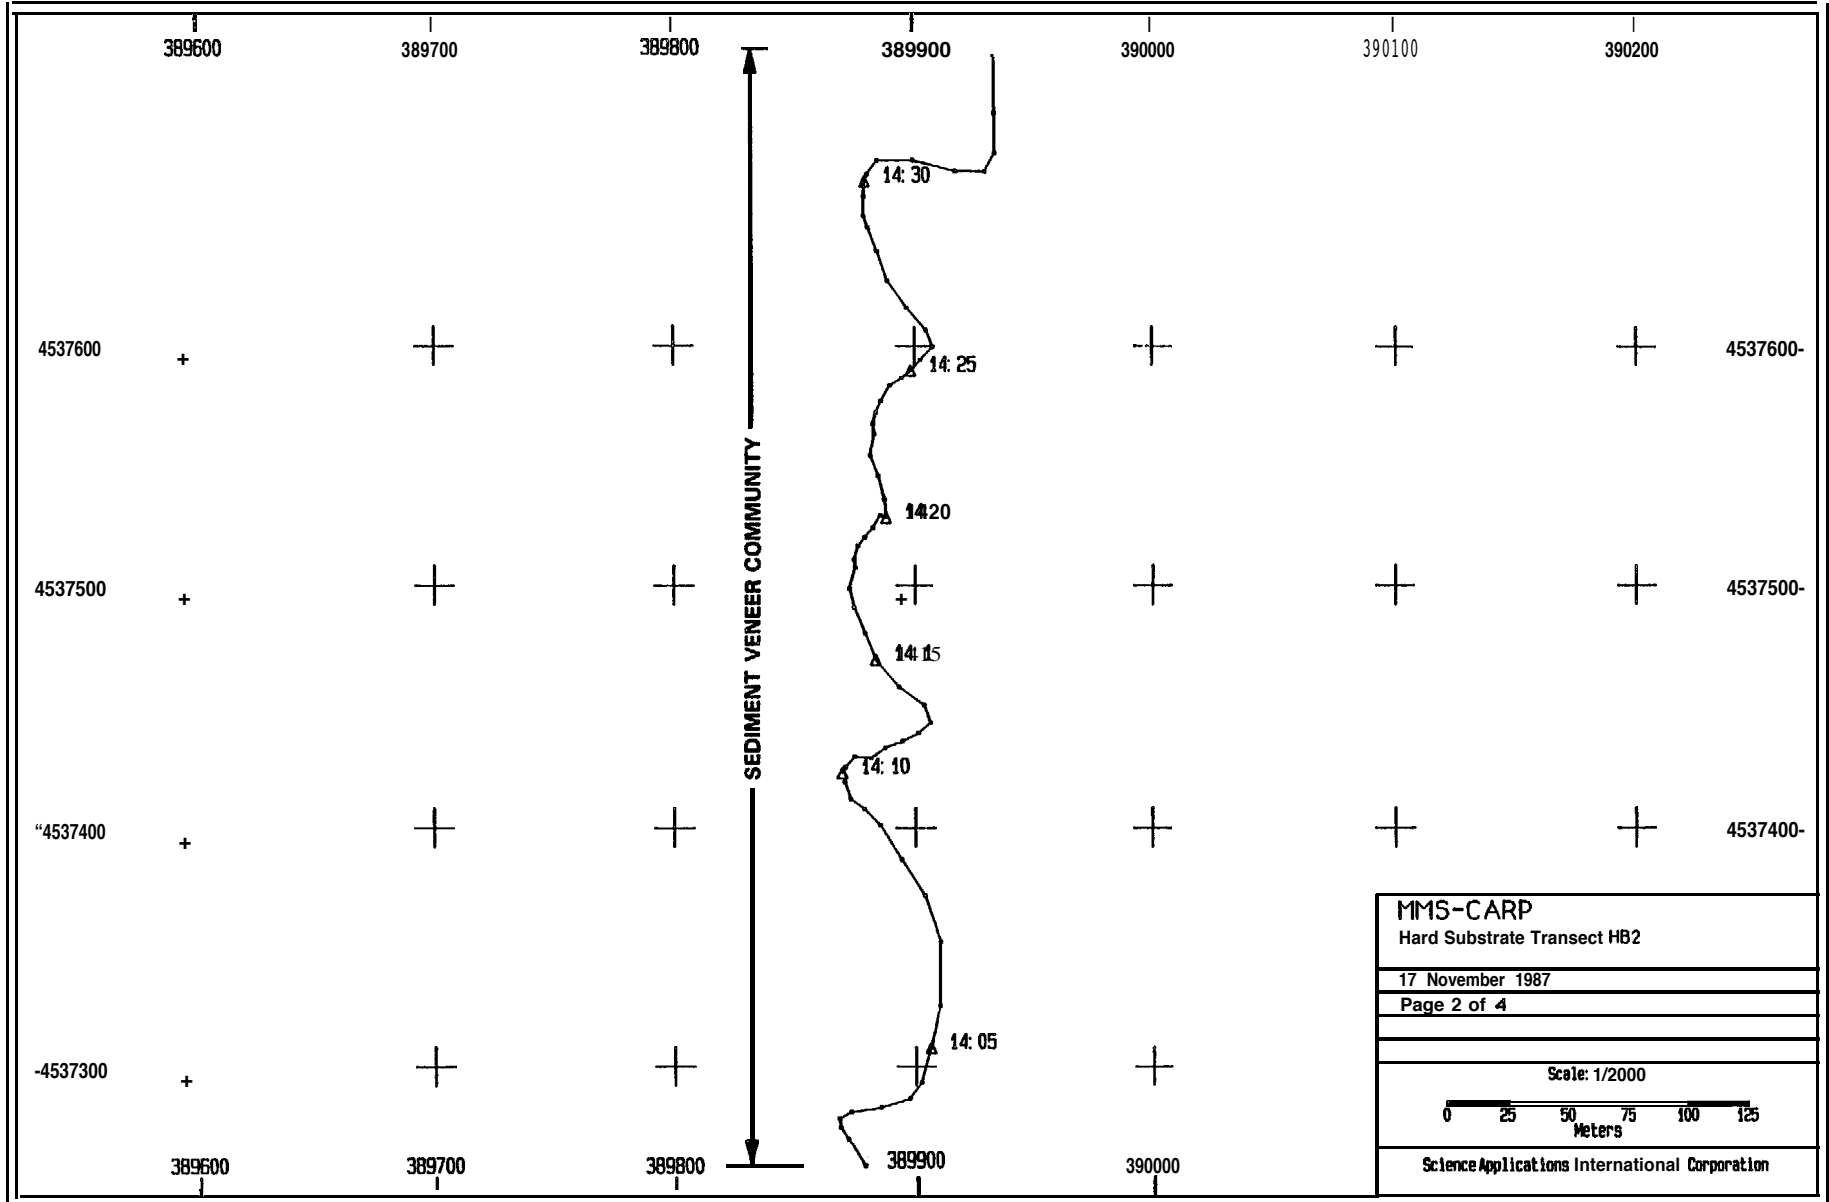 389600 389700 389800 389900 390000 390100 390200
14: 30
4537600 4537600-
14: 25
SEDIMENT VENEER COMMUNITY
1420
4537500 4537500-
14 15
14: 10
“4537400 4537400-
MMS-CARP
Hard Substrate Transect HB2
17 November 1987
Page 2 of 4
14: 05
-4537300
Scale: 1/2000
0 25 50 75 100 125
Meters
389600 389700 389800 389900 390000
Science Applications International Corporation